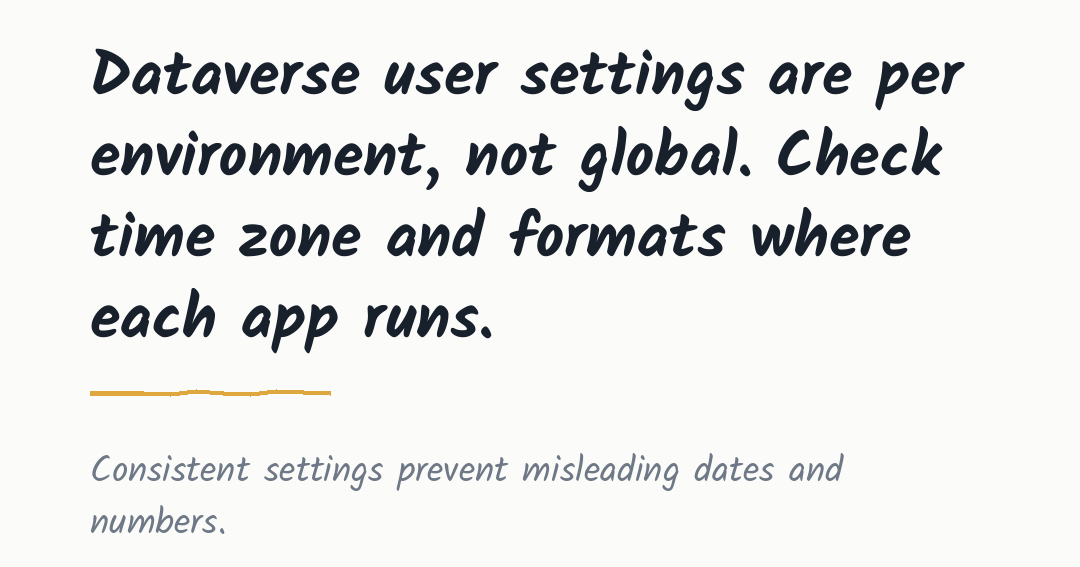 Dataverse user settings are per
environment, not global. Check
time zone and formats where
each app runs.
Consistent settings prevent misleading dates and
numbers.